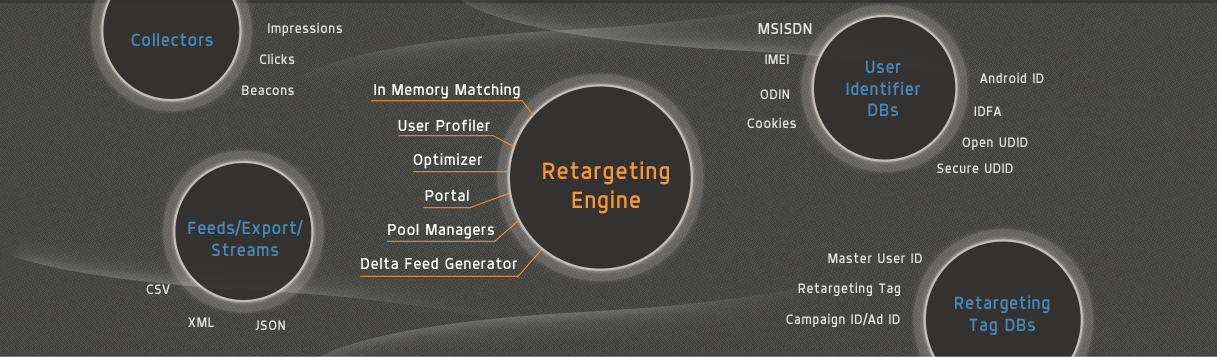 Collectors
Impressions
Clicks
Beacons
In Memory Matching
User Profiler
Optimizer
Portal
Pool Managers
Delta Feed Generator
Retargeting
Engine
Feeds/Export/
Streams
CSV
XML
JSON
MSISDN
IMEI
ODIN
Cookies
User
Identifier
DBs
Android ID
IDFA
Open UDID
Secure UDID
Master User ID
Retargeting Tag
Campaign ID/Ad ID
Retargeting
Tag DBs